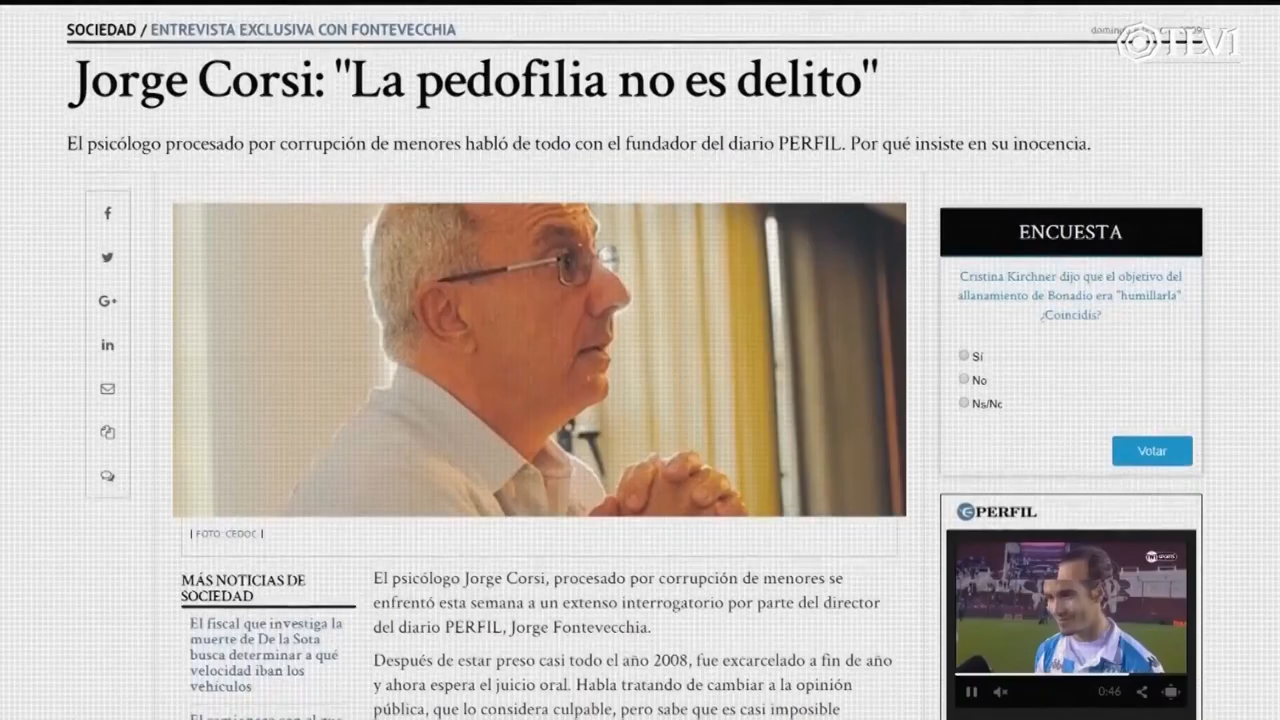 SOCIEDAD / ENTREVISTA EXCLUSIVA CON FONTEVECCHIA
Jorge Corsi: "La pedofilia no es delito"
El psicólogo procesado por corrupción de menores habló de todo con el fundador del diario PERFIL. Por qué insiste en su inocencia.
| FOTO: CEDOC |
MÁS NOTICIAS DE
SOCIEDAD
El fiscal que investiga la
muerte de De la Sota
busca determinar a qué
velocidad iban los
vehículos
El psicólogo Jorge Corsi, procesado por corrupción de menores se
enfrentó esta semana a un extenso interrogatorio por parte del director
del diario PERFIL, Jorge Fontevecchia.
Después de estar preso casi todo el año 2008, fue excarcelado a fin de año
y ahora espera el juicio oral. Habla tratando de cambiar a la opinión
pública, que lo considera culpable, pero sabe que es casi imposible
ENCUESTA
Cristina Kirchner dijo que el objetivo del
allanamiento de Bonadio era "humillarla"
¿Coincidís?
Sí
No
Ns/Nc
Votar
PERFIL
0:46